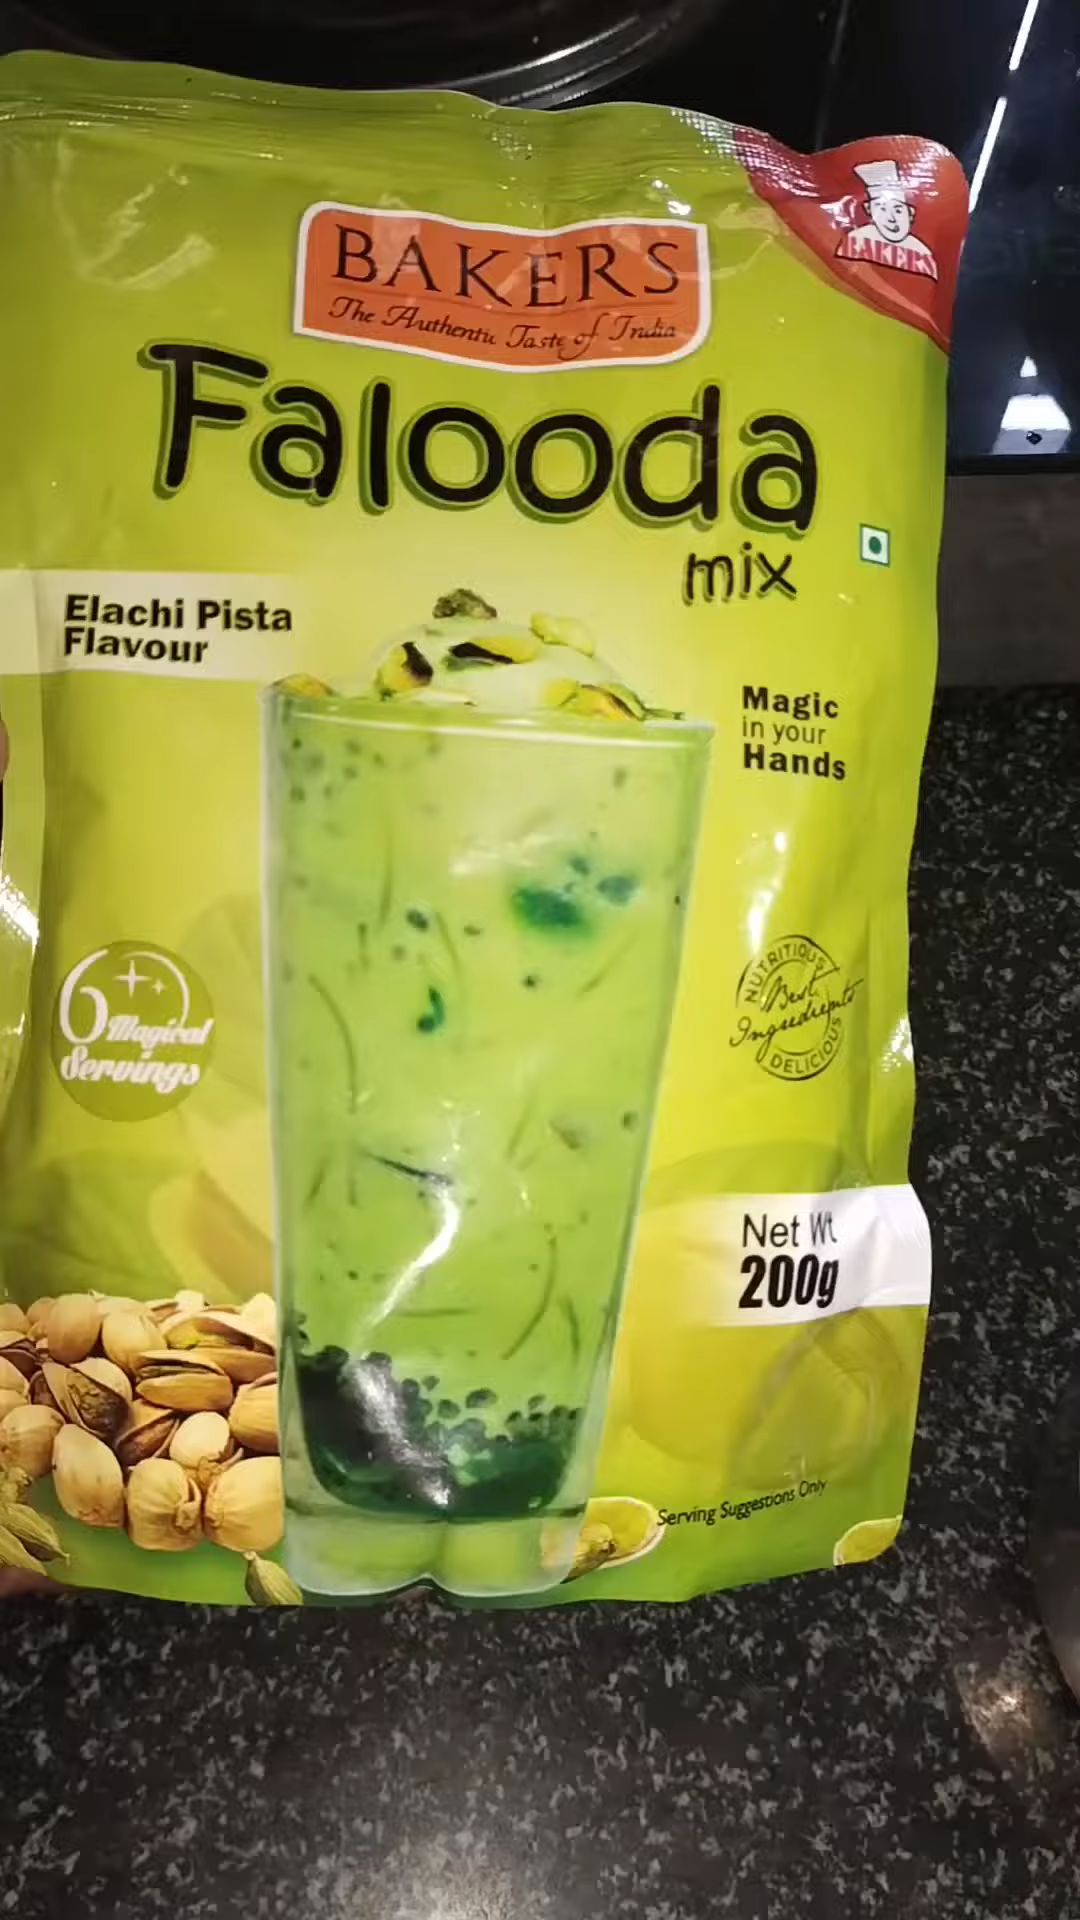 BAKERS
BAKERS
The Authentic Taste of India
Falooda
mix
Elachi Pista
Flavour
Magic
in your
Hands
6 Magical
Servings
NUTRITIOUS
Best
Ingredients
DELICIOUS
Net Wt
200g
Serving Suggestions Only